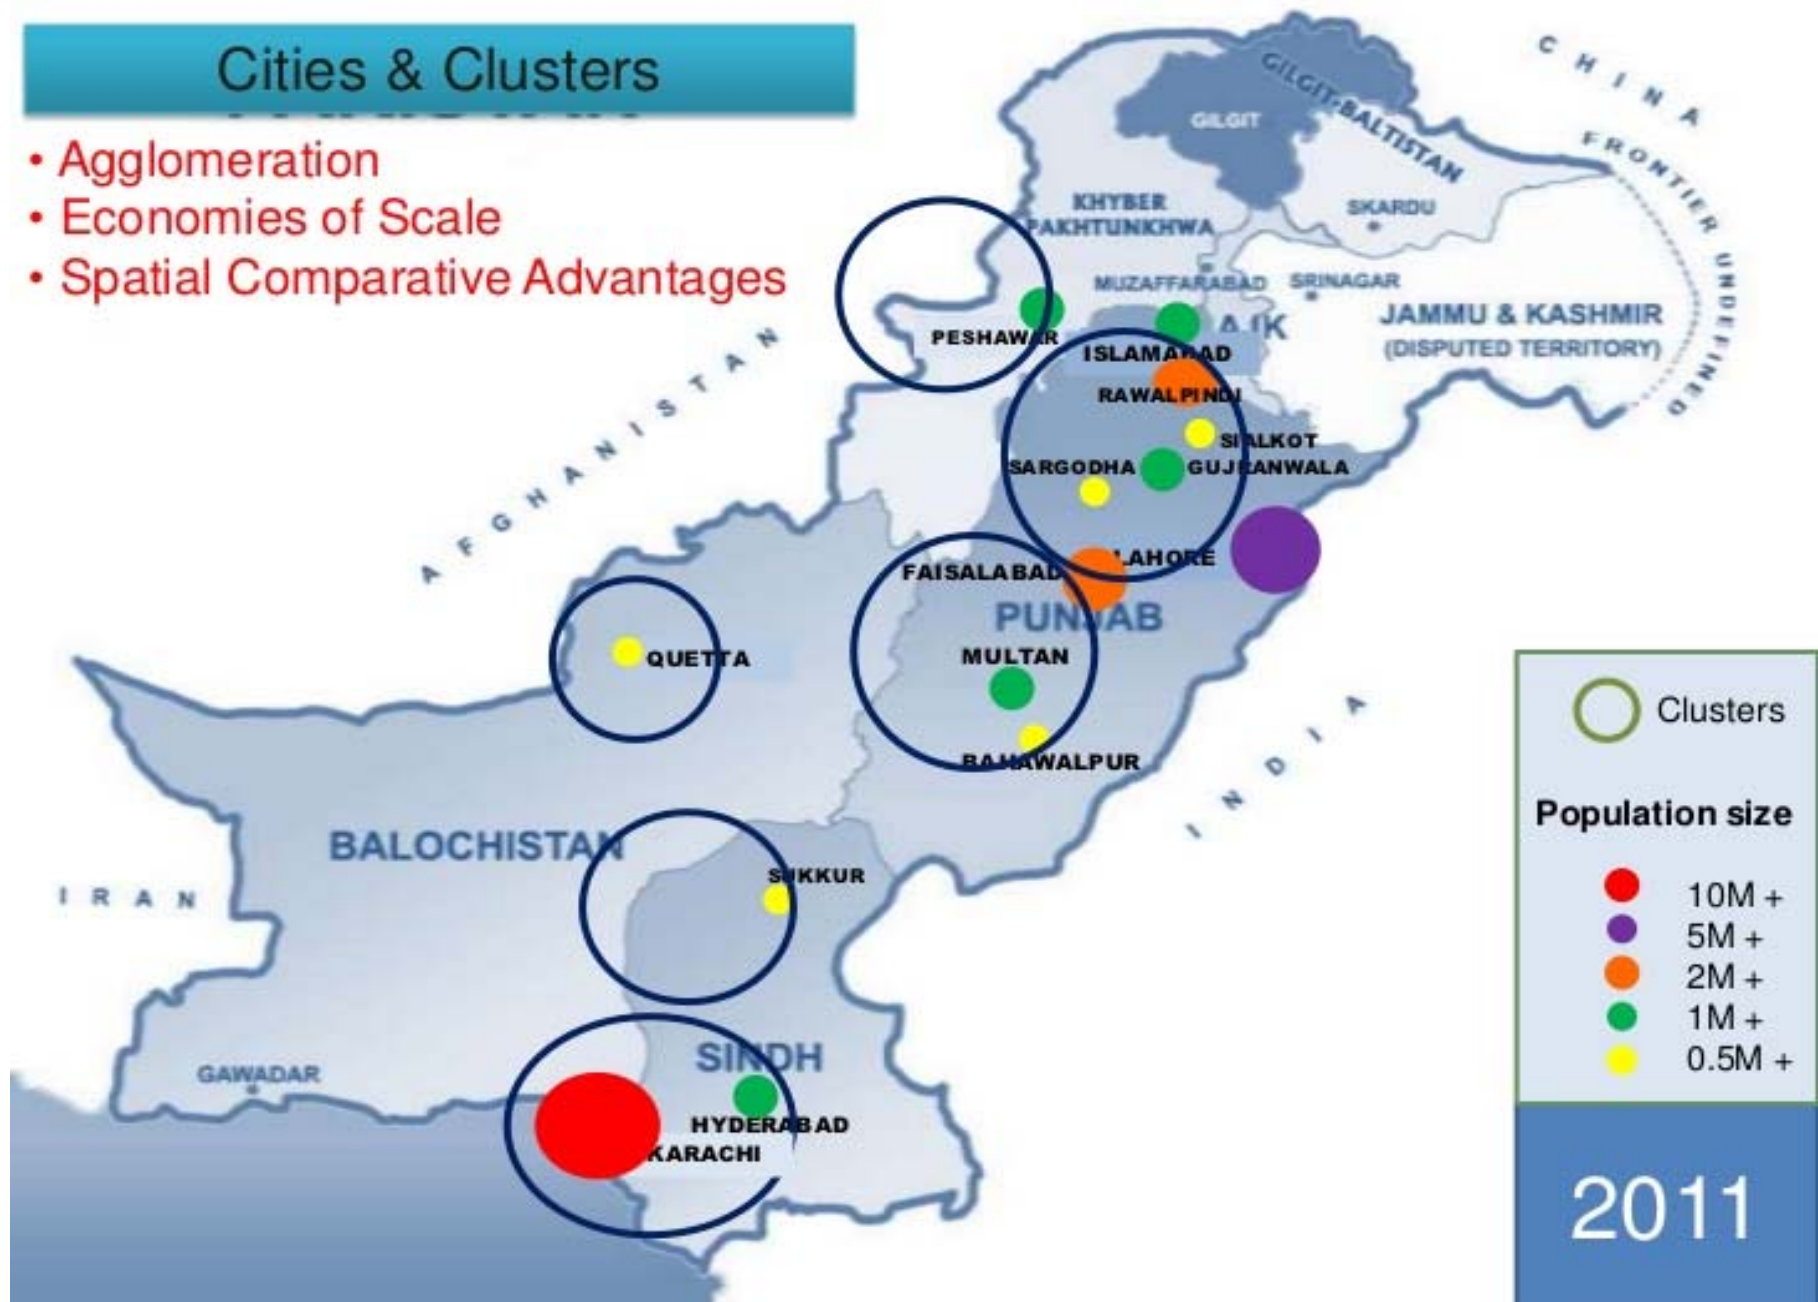 Cities & Clusters
• Agglomeration
• Economies of Scale
• Spatial Comparative Advantages
CHINA
FRONTIER UNDEFINED
GILGIT-BALTISTAN
GILGIT
SKARDU
KHYBER
PAKHTUNKHWA
MUZAFFARABAD
SRINAGAR
AJK
JAMMU & KASHMIR
(DISPUTED TERRITORY)
PESHAWAR
ISLAMABAD
RAWALPINDI
SIALKOT
SARGODHA
GUJRANWALA
AFGHANISTAN
LAHORE
FAISALABAD
PUNJAB
MULTAN
QUETTA
BAHAWALPUR
INDIA
BALOCHISTAN
SUKKUR
IRAN
SINDH
GAWADAR
HYDERABAD
KARACHI
Clusters
Population size
10M +
5M +
2M +
1M +
0.5M +
2011